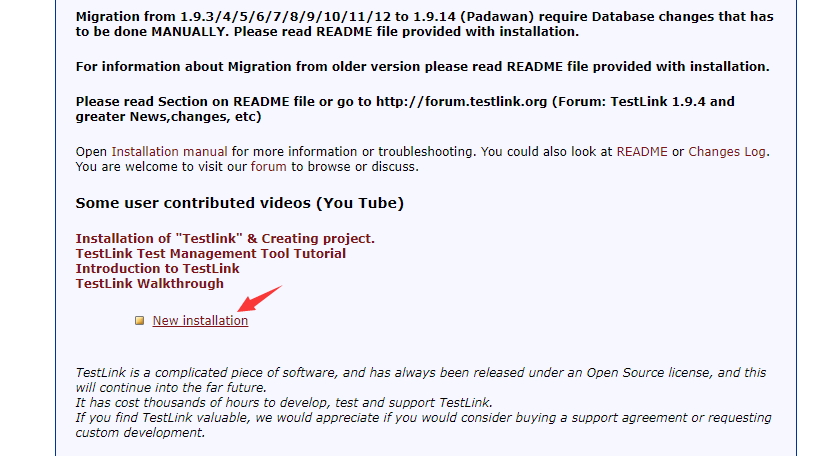 Migration from 1.9.3/4/5/6/7/8/9/10/11/12 to 1.9.14 (Padawan) require Database changes that has
to be done MANUALLY. Please read README file provided with installation.
For information about Migration from older version please read README file provided with installation.
Please read Section on README file or go to http://forum.testlink.org (Forum: TestLink 1.9.4 and
greater News,changes, etc)
Open Installation manual for more information or troubleshooting. You could also look at README or Changes Log.
You are welcome to visit our forum to browse or discuss.
Some user contributed videos (You Tube)
Installation of "Testlink" & Creating project.
TestLink Test Management Tool Tutorial
Introduction to TestLink
TestLink Walkthrough
New installation
TestLink is a complicated piece of software, and has always been released under an Open Source license, and this
will continue into the far future.
It has cost thousands of hours to develop, test and support TestLink.
If you find TestLink valuable, we would appreciate if you would consider buying a support agreement or requesting
custom development.